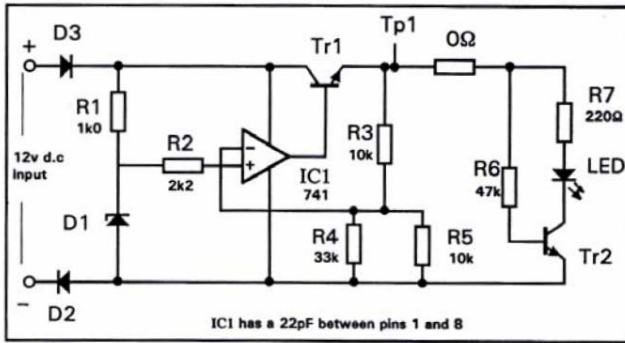 D3
Tr1
Tp1
0Ω
+
R1
1k0
R2
2k2
-
+
IC1
741
R3
10k
R7
220Ω
12v d.c
input
R6
47k
LED
D1
R4
33k
R5
10k
Tr2
-
D2
IC1 has a 22pF between pins 1 and 8